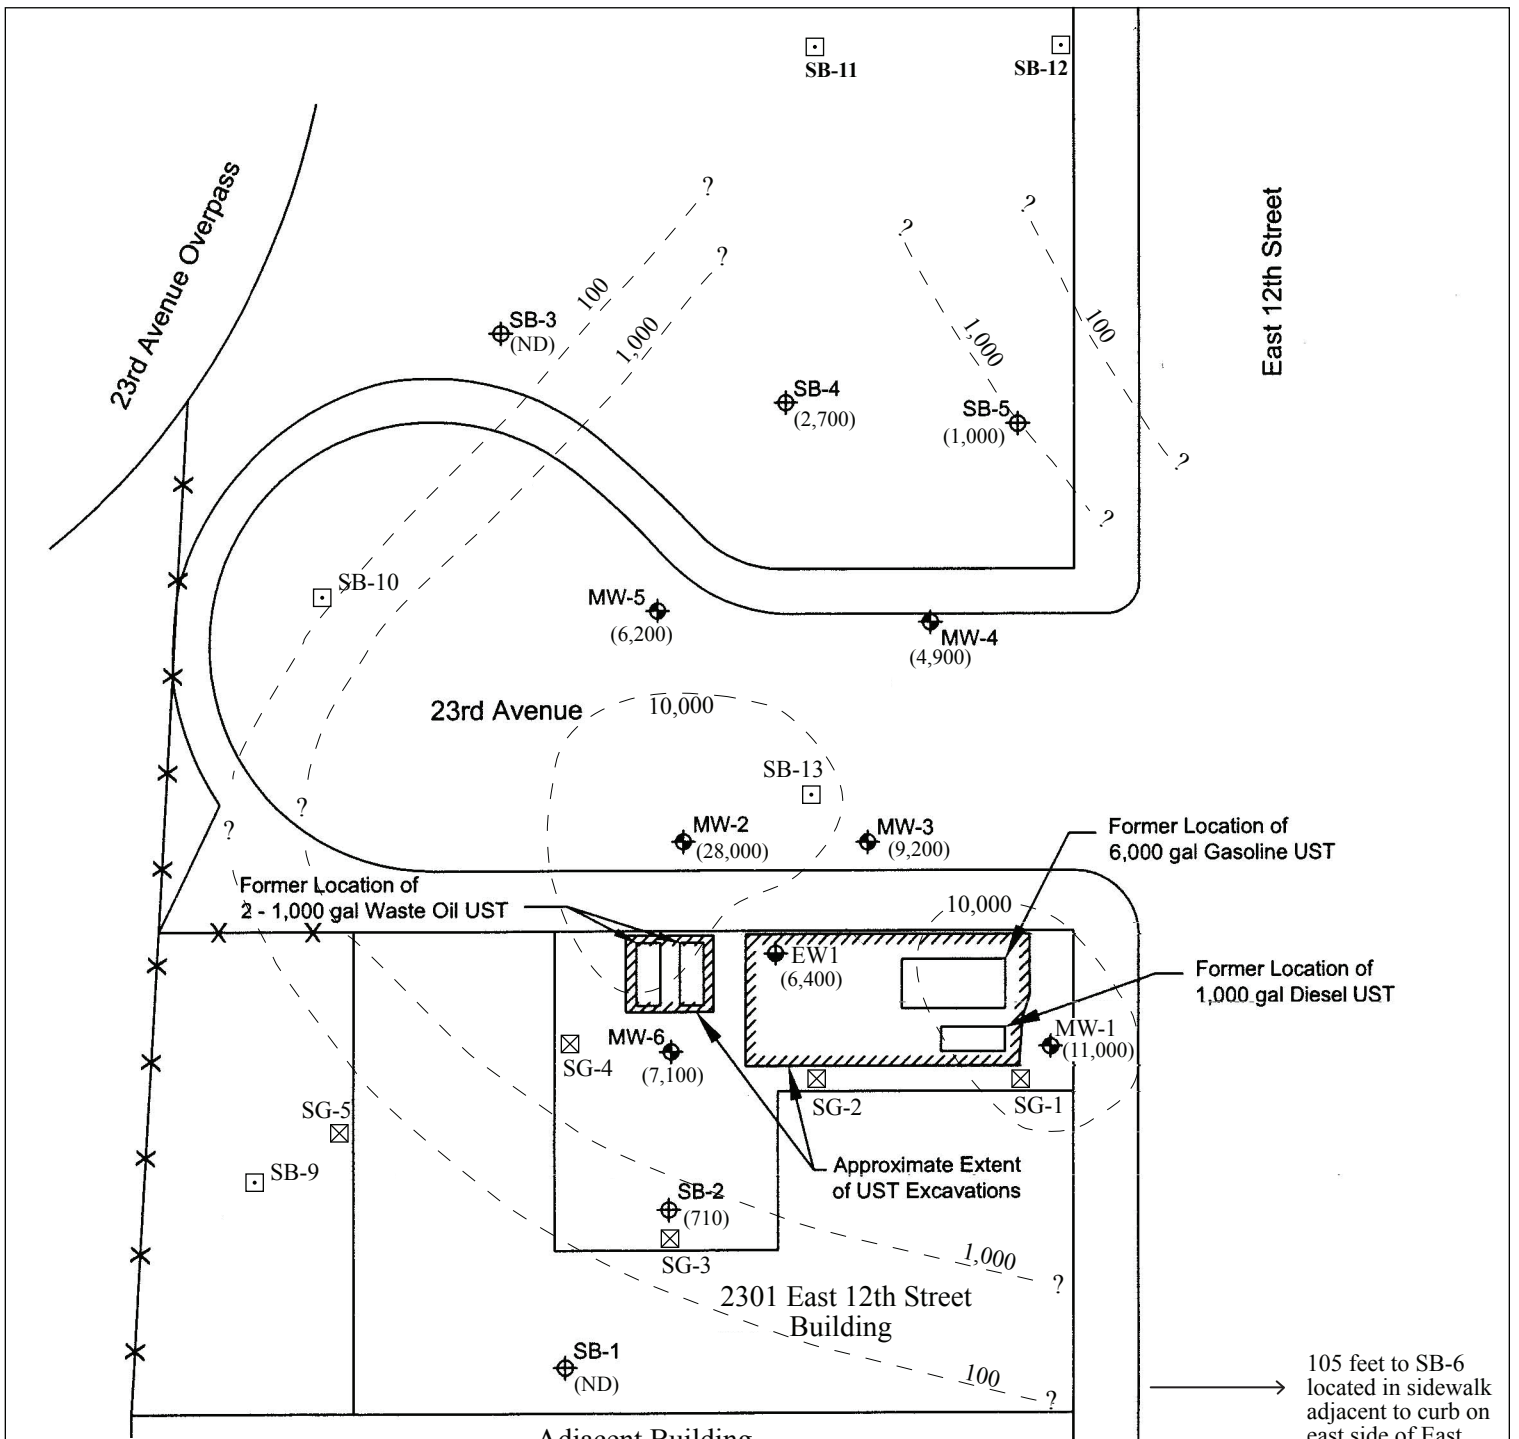 SB-11
SB-12
23rd Avenue Overpass
East 12th Street
?
?
?
?
100
1,000
1,000
100
SB-3
(ND)
SB-4
(2,700)
SB-5
(1,000)
?
?
SB-10
MW-5
(6,200)
MW-4
(4,900)
23rd Avenue
10,000
SB-13
?
?
MW-2
(28,000)
MW-3
(9,200)
Former Location of
6,000 gal Gasoline UST
Former Location of
2 - 1,000 gal Waste Oil UST
10,000
EW1
(6,400)
Former Location of
1,000 gal Diesel UST
MW-1
(11,000)
MW-6
(7,100)
SG-4
SG-2
SG-1
SG-5
SB-9
Approximate Extent
of UST Excavations
SB-2
(710)
SG-3
1,000
?
2301 East 12th Street
Building
SB-1
(ND)
100
?
105 feet to SB-6
located in sidewalk
adjacent to curb on
east side of East
Adjacent Building